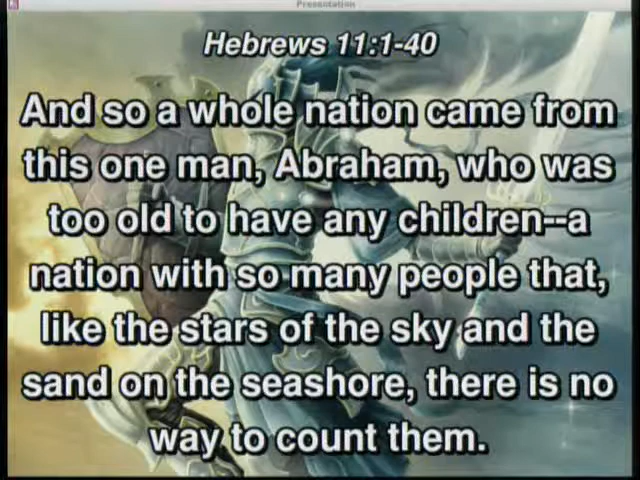 Presentation
Hebrews 11:1-40
And so a whole nation came from
this one man, Abraham, who was
too old to have any children--a
nation with so many people that,
like the stars of the sky and the
sand on the seashore, there is no
way to count them.